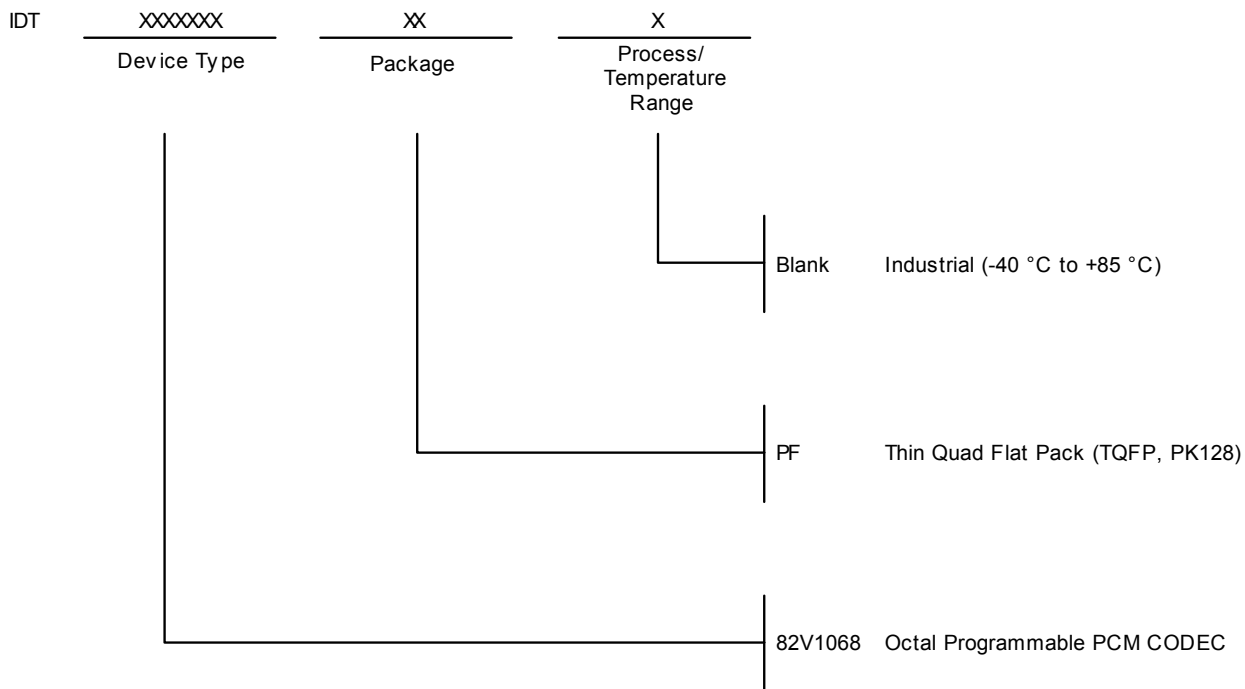 IDT XXXXXXX XX X
Device Type Package Process/
Temperature
Range
Blank Industrial (-40 °C to +85 °C)
PF Thin Quad Flat Pack (TQFP, PK128)
82V1068 Octal Programmable PCM CODEC